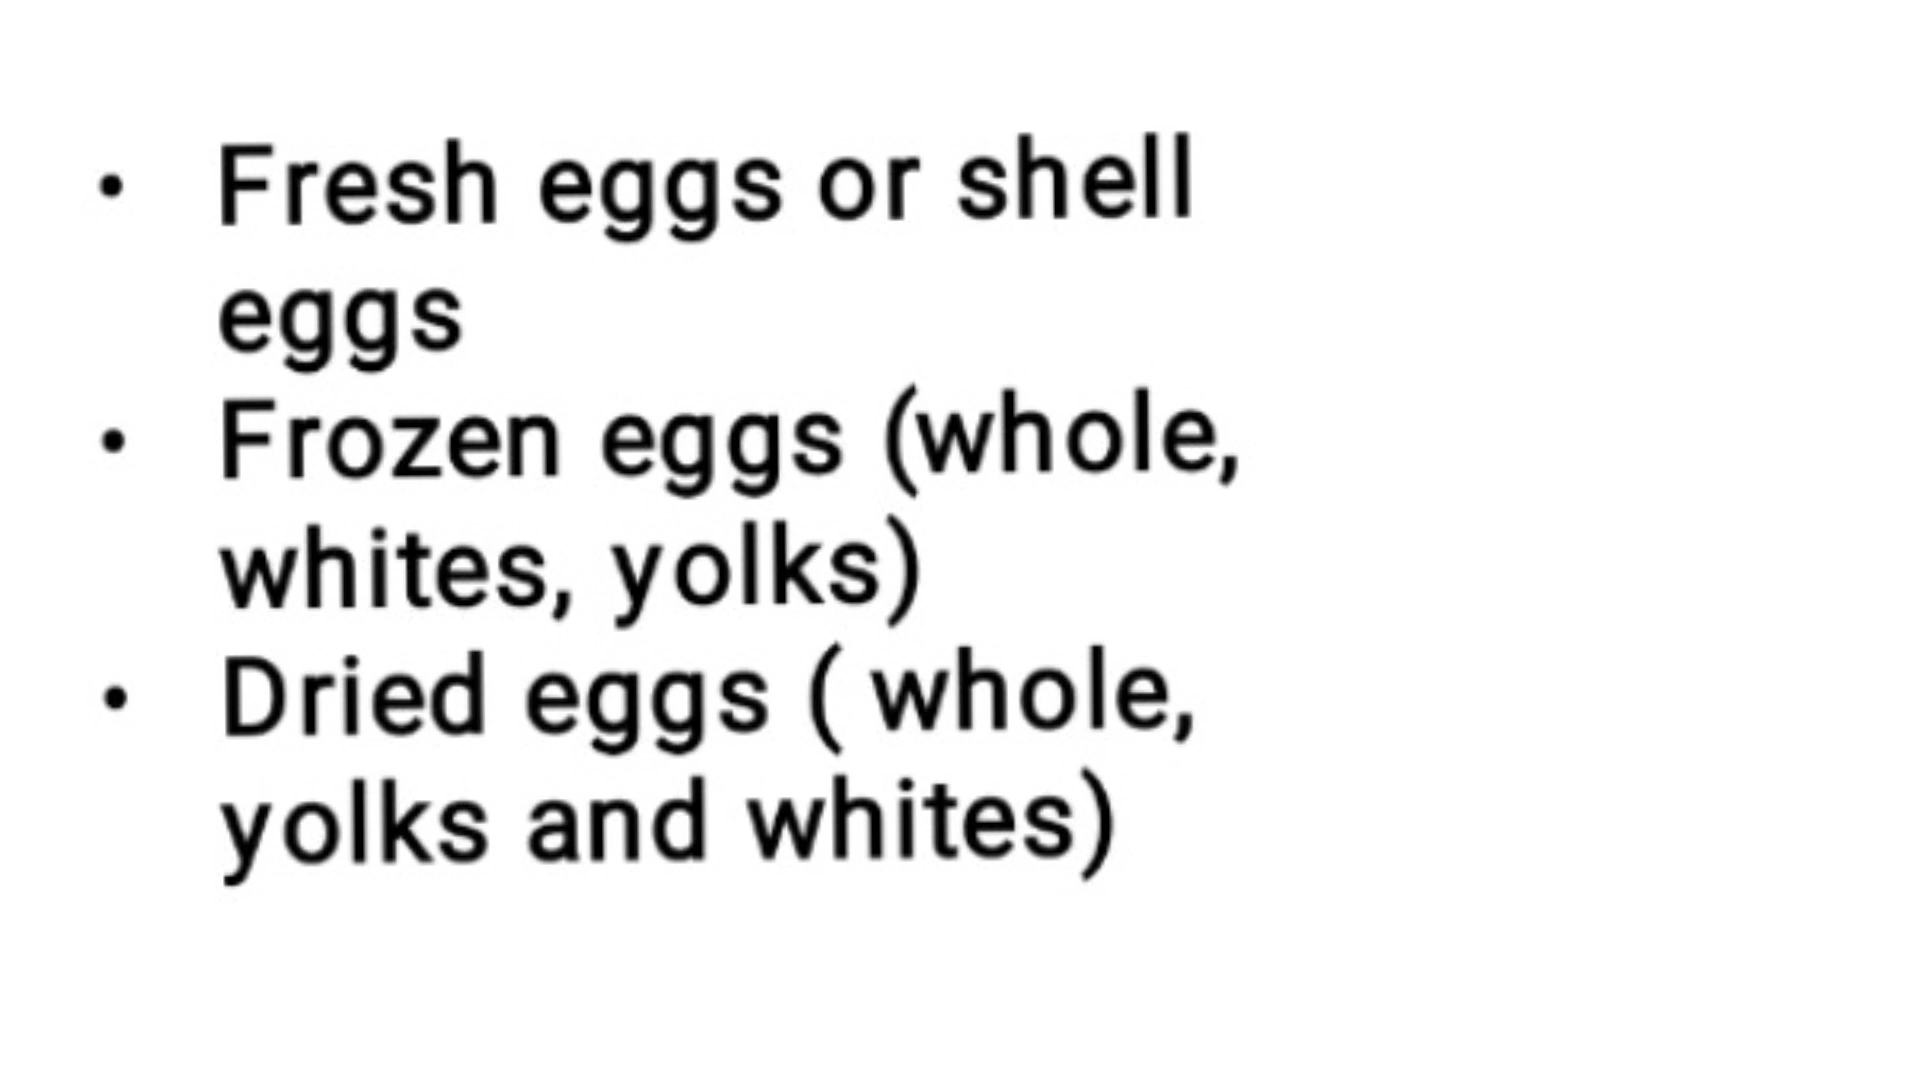 • Fresh eggs or shell
eggs
• Frozen eggs (whole,
whites, yolks)
• Dried eggs ( whole,
yolks and whites)